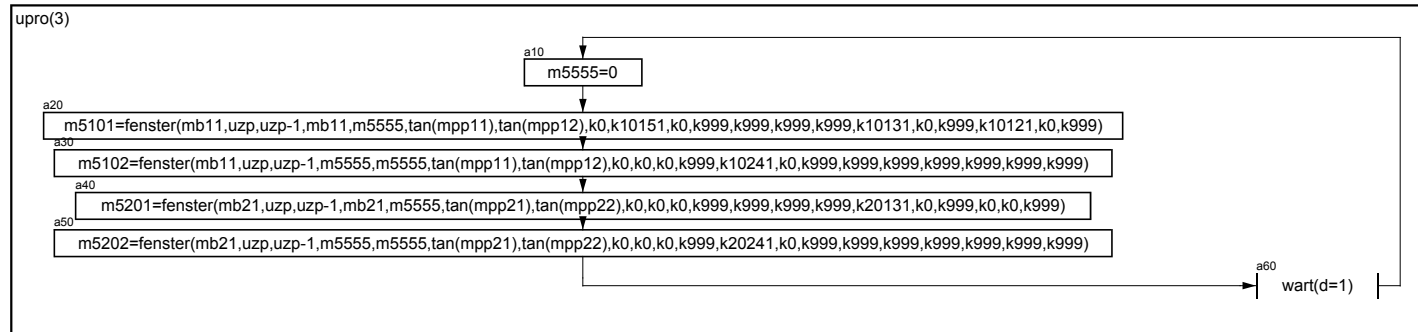 upro(3)
a10
m5555=0
a20
m5101=fenster(mb11,uzp,uzp-1,mb11,m5555,tan(mpp11),tan(mpp12),k0,k10151,k0,k999,k999,k999,k999,k10131,k0,k999,k10121,k0,k999)
a30
m5102=fenster(mb11,uzp,uzp-1,m5555,m5555,tan(mpp11),tan(mpp12),k0,k0,k0,k999,k10241,k0,k999,k999,k999,k999,k999,k999,k999)
a40
m5201=fenster(mb21,uzp,uzp-1,mb21,m5555,tan(mpp21),tan(mpp22),k0,k0,k0,k999,k999,k999,k999,k20131,k0,k999,k0,k0,k999)
a50
m5202=fenster(mb21,uzp,uzp-1,m5555,m5555,tan(mpp21),tan(mpp22),k0,k0,k0,k999,k20241,k0,k999,k999,k999,k999,k999,k999,k999)
a60
wart(d=1)